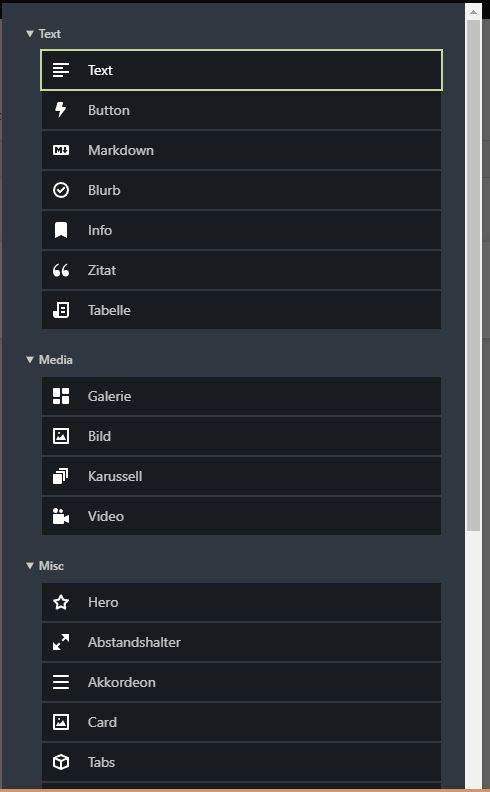 Text
Text
Button
Markdown
Blurb
Info
Zitat
Tabelle
Media
Galerie
Bild
Karussell
Video
Misc
Hero
Abstandshalter
Akkordeon
Card
Tabs